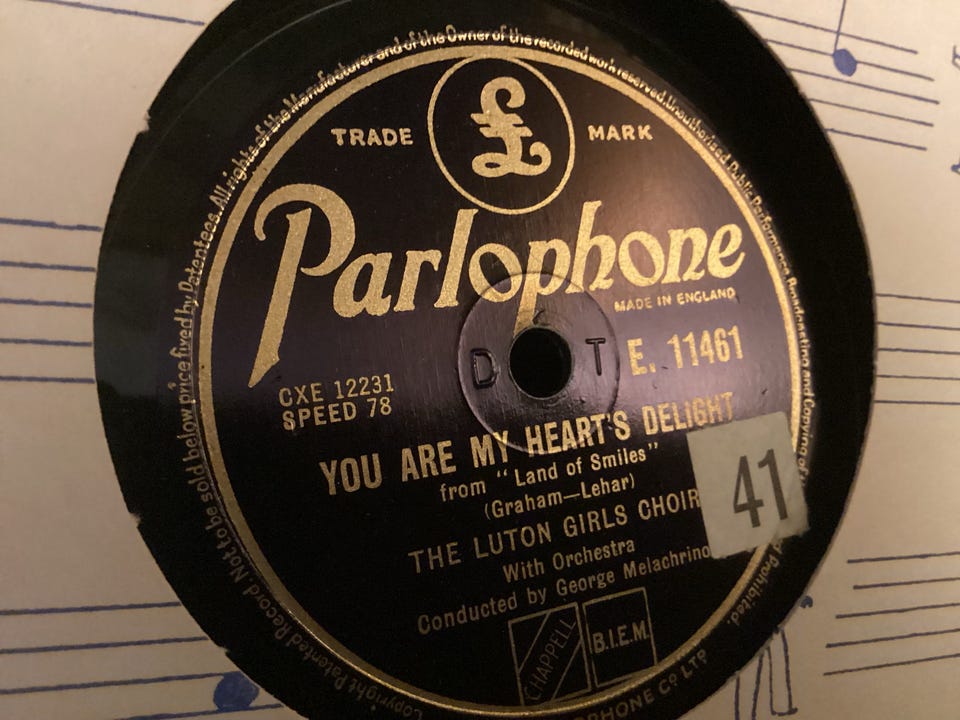 Copyright Patented Record. Not to be sold below price fixed by Patentees. All rights of the Manufacturer and of the Owner of the recorded work reserved. Unauthorised Public Performance Broadcasting and Copying of
Prohibited.
£
TRADE MARK
Parlophone
MADE IN ENGLAND
D T
E. 11461
CXE 12231
SPEED 78
YOU ARE MY HEART'S DELIGHT
from "Land of Smiles"
(Graham—Lehar)
41
THE LUTON GIRLS CHOIR
With Orchestra
Conducted by George Melachrino
CHAPPELL
B.I.E.M.
PHONE Co LTD